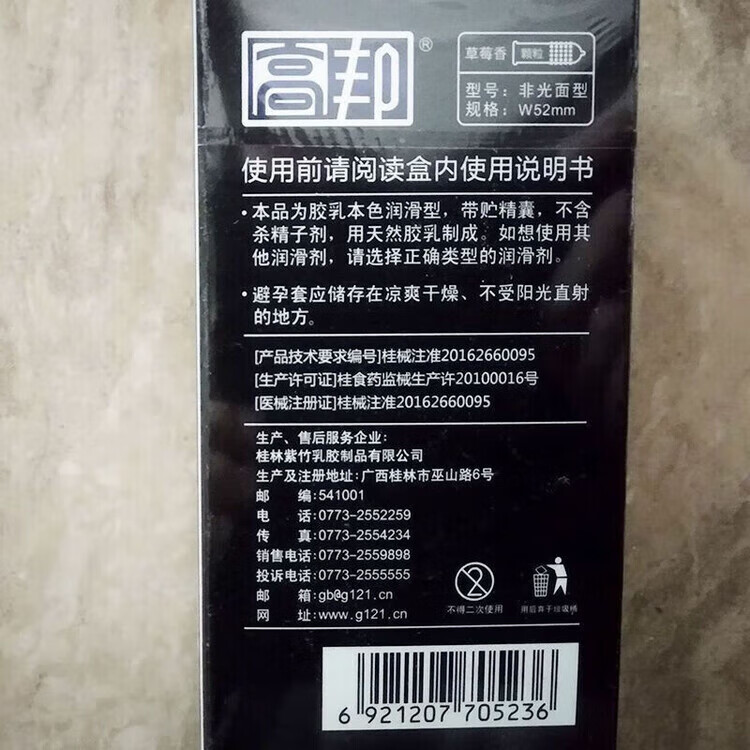 高邦®
草莓香 颗粒
型号：非光面型
规格：W52mm
使用前请阅读盒内使用说明书
·本品为胶乳本色润滑型，带贮精囊，不含
杀精子剂，用天然胶乳制成。如想使用其
他润滑剂，请选择正确类型的润滑剂。
·避孕套应储存在凉爽干燥、不受阳光直射
的地方。
[产品技术要求编号]桂械注准20162660095
[生产许可证]桂食药监械生产许20100016号
[医械注册证]桂械注准20162660095
生产、售后服务企业：
桂林紫竹乳胶制品有限公司
生产及注册地址：广西桂林市巫山路6号
邮 编:541001
电 话:0773-2552259
传 真:0773-2554234
销售电话:0773-2559898
投诉电话:0773-2555555
邮 箱:gb@g121.cn
网 址:www.g121.cn
不得二次使用
用后弃于垃圾桶
6 921207 705236